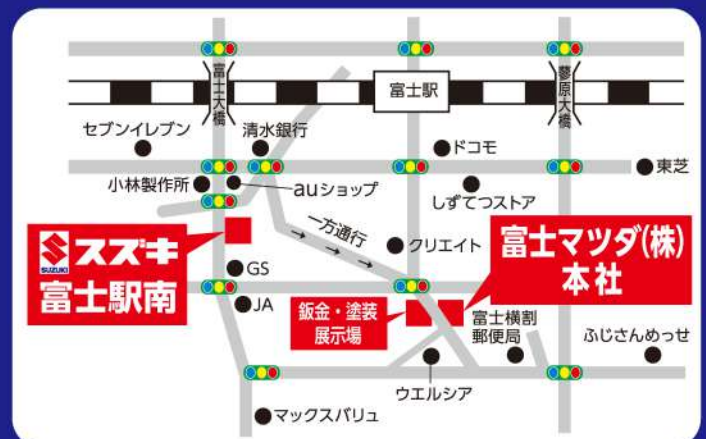 富士大橋
富士駅
蓼原大橋
セブンイレブン
清水銀行
ドコモ
東芝
小林製作所
auショップ
しずてつストア
一方通行
クリエイト
SUZUKI
スズキ
富士駅南
富士マツダ(株)
本社
GS
JA
鈑金・塗装
展示場
富士横割
郵便局
ふじさんめっせ
ウエルシア
マックスバリュ